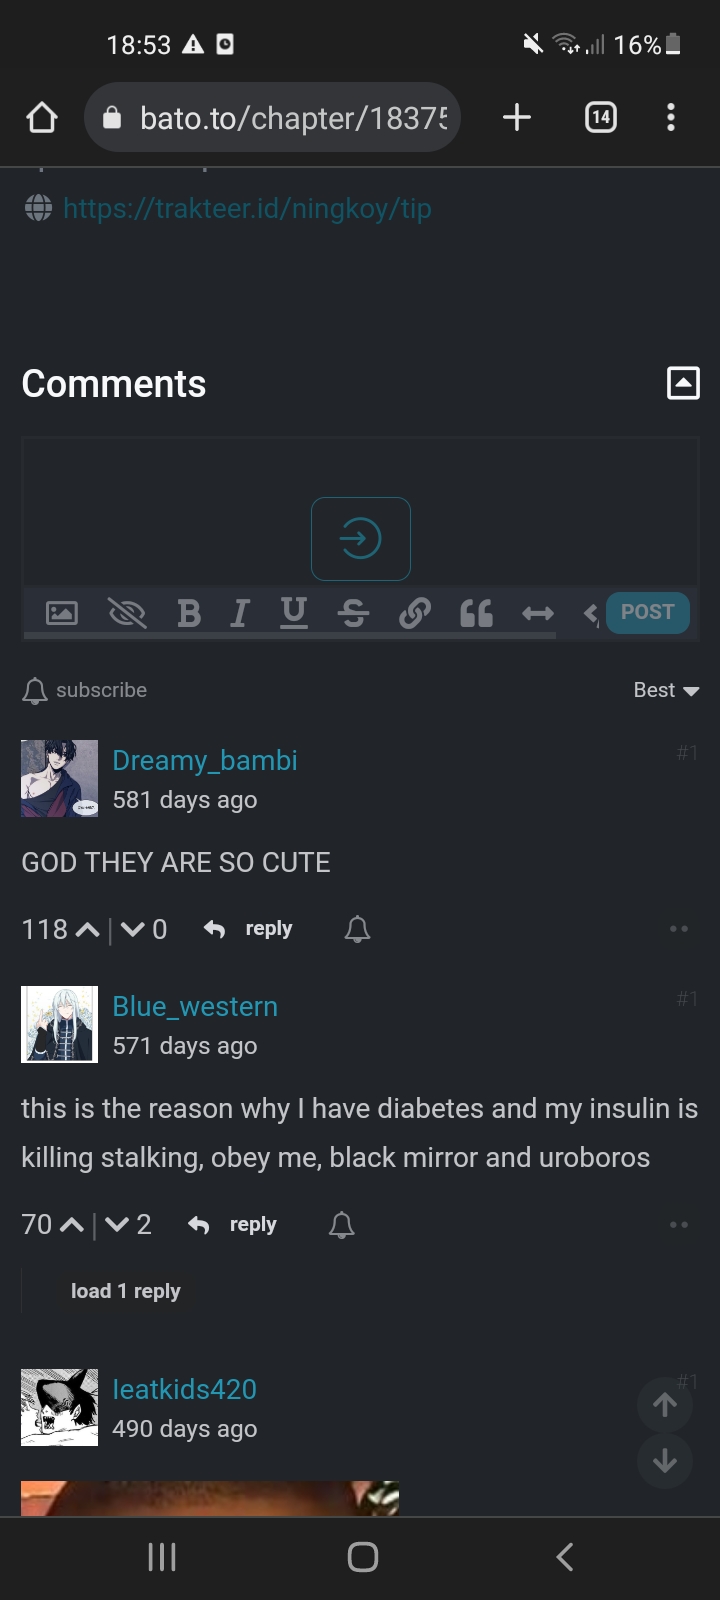 18:53
16%
bato.to/chapter/18375
14
https://trakteer.id/ningkoy/tip
Comments
B I U S
POST
subscribe
Best
Dreamy_bambi
#1
581 days ago
GOD THEY ARE SO CUTE
118 | 0 reply
Blue_western
#1
571 days ago
this is the reason why I have diabetes and my insulin is
killing stalking, obey me, black mirror and uroboros
70 | 2 reply
load 1 reply
Ieatkids420
#1
490 days ago